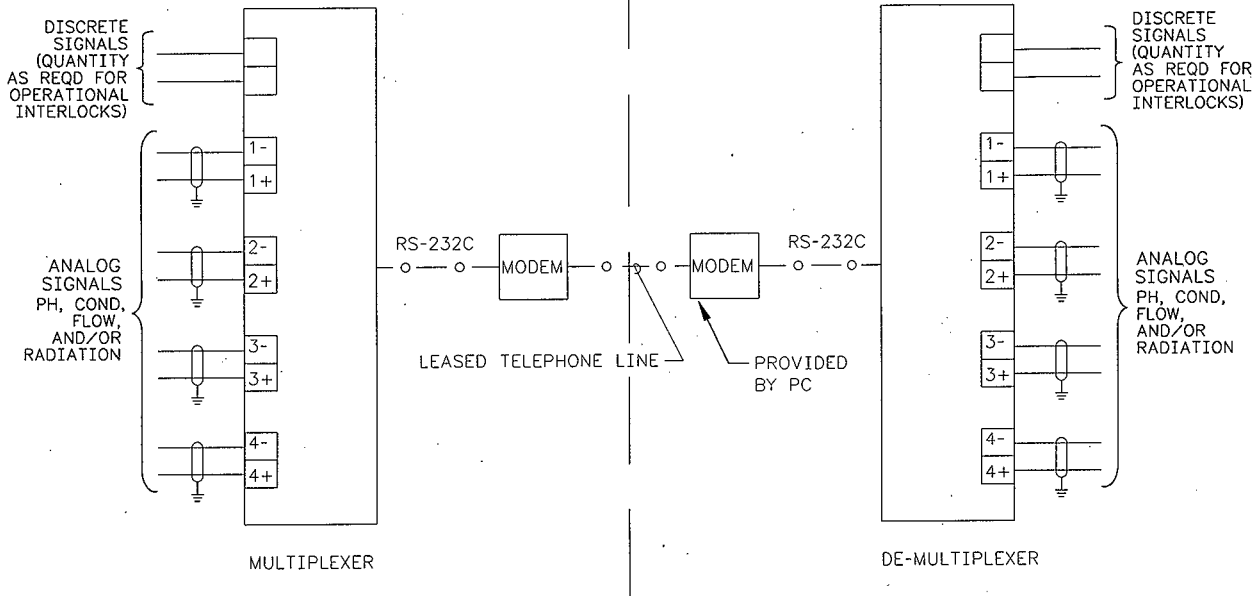 DISCRETE
SIGNALS
(QUANTITY
AS REQD FOR
OPERATIONAL
INTERLOCKS)
1-
1+
2-
2+
ANALOG
SIGNALS
PH, COND,
FLOW,
AND/OR
RADIATION
3-
3+
4-
4+
MULTIPLEXER
RS-232C
MODEM
LEASED TELEPHONE LINE
MODEM
PROVIDED
BY PC
RS-232C
DISCRETE
SIGNALS
(QUANTITY
AS REQD FOR
OPERATIONAL
INTERLOCKS)
1-
1+
2-
2+
3-
3+
4-
4+
ANALOG
SIGNALS
PH, COND,
FLOW,
AND/OR
RADIATION
DE-MULTIPLEXER